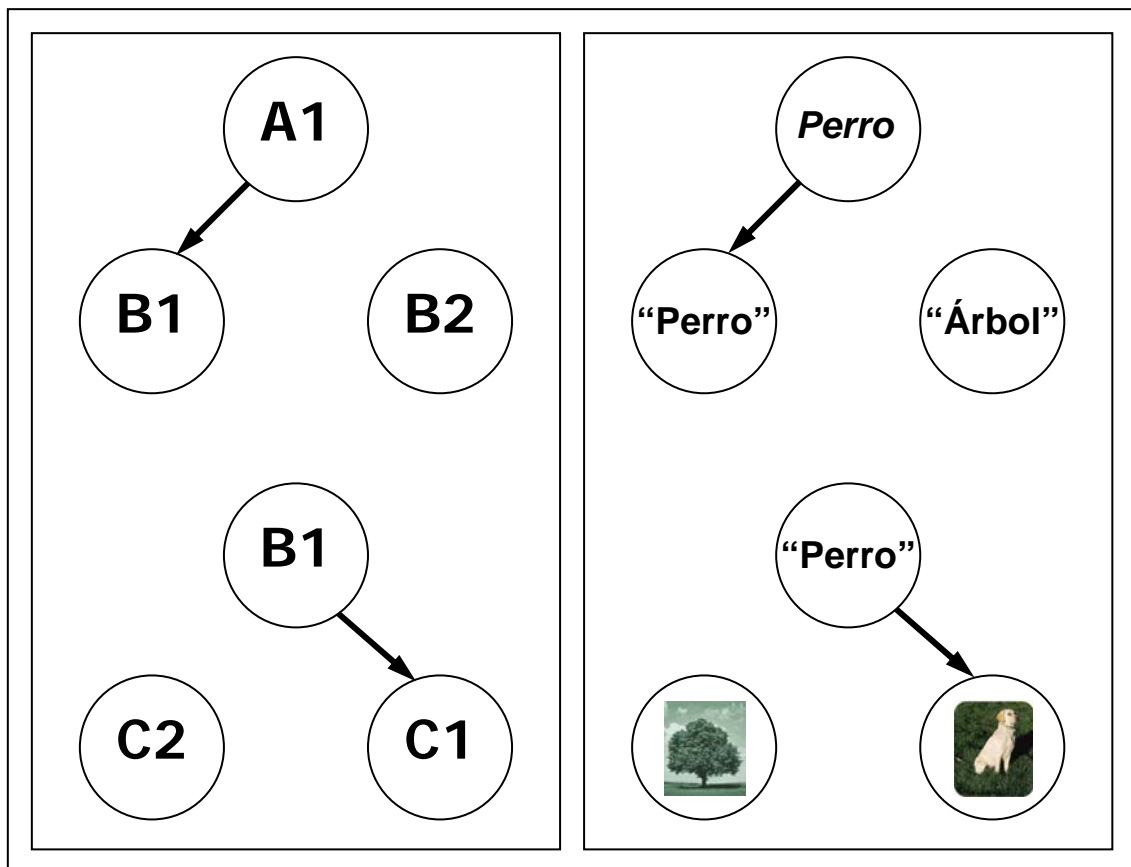 A1
B1 B2
B1
C2 C1
Perro
“Perro” “Árbol”
“Perro”